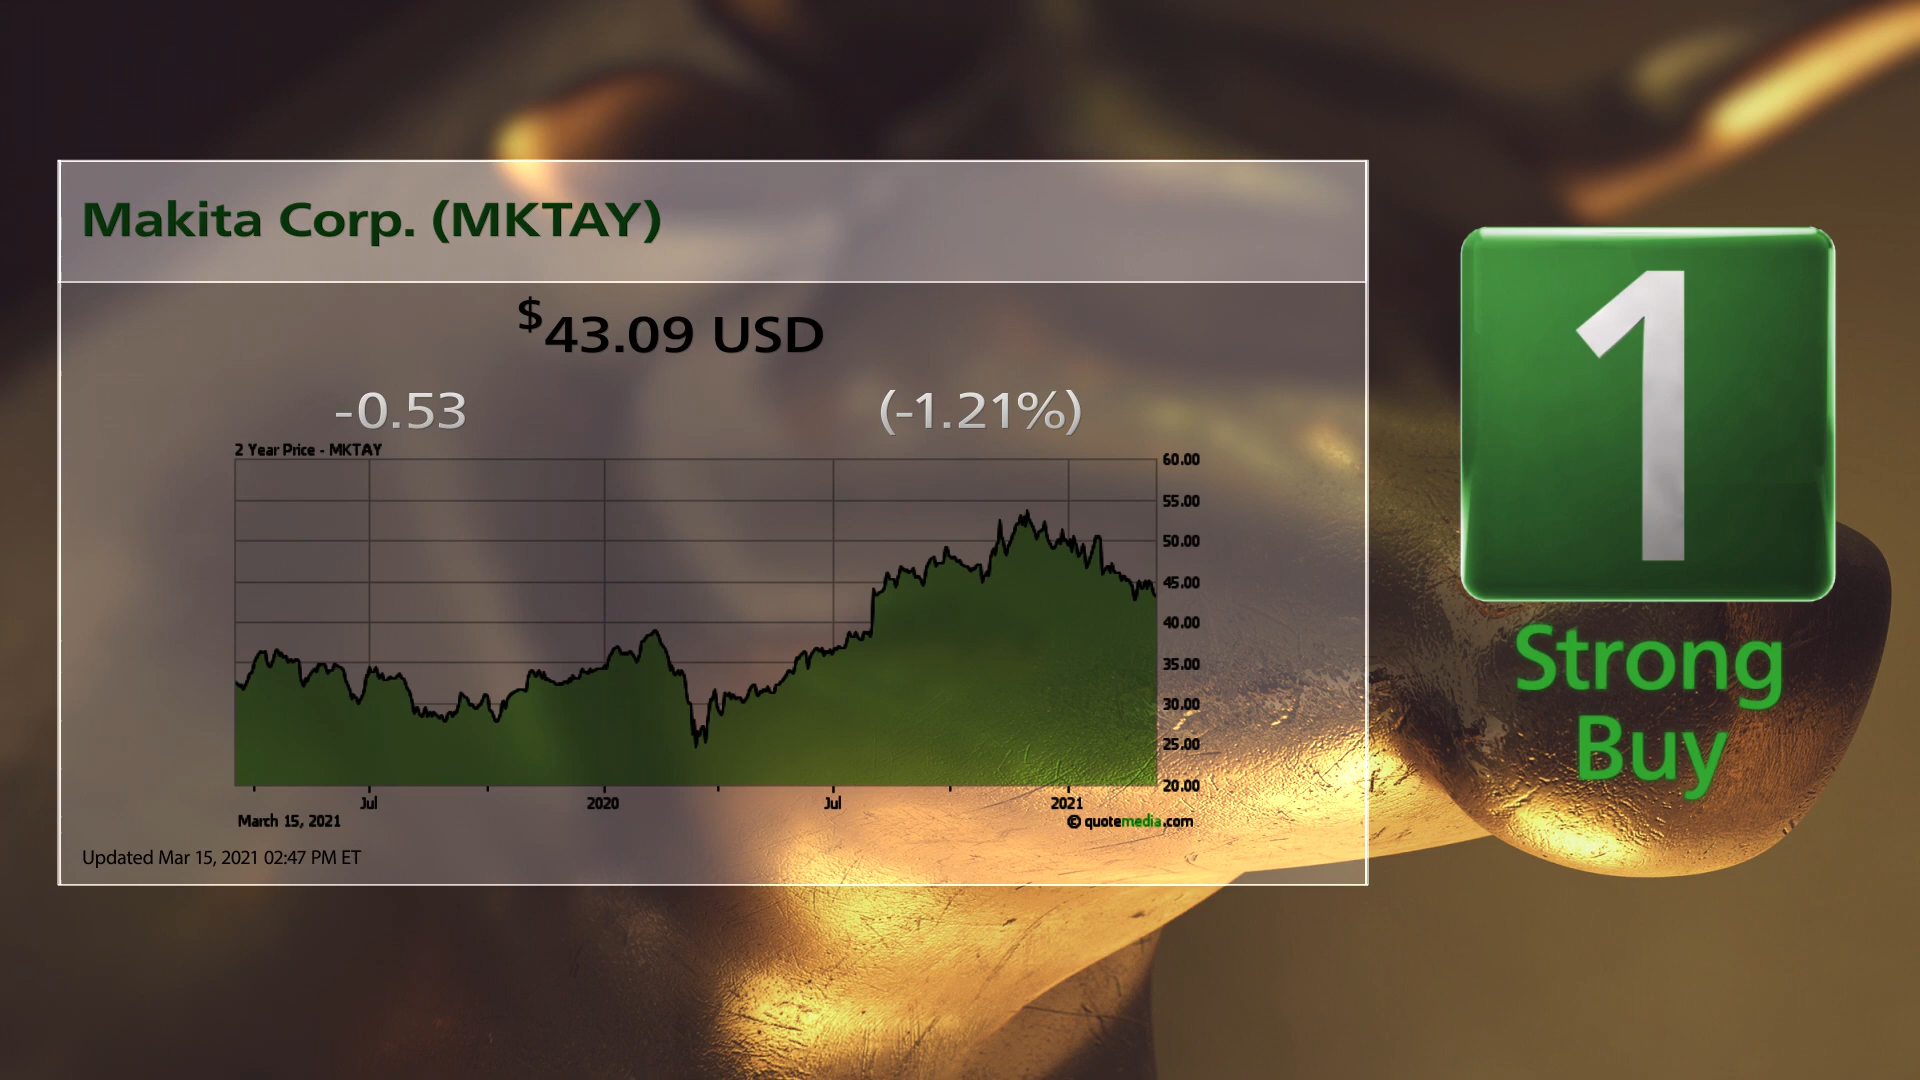 Makita Corp. (MKTAY)
$43.09 USD
-0.53 (-1.21%)
2 Year Price - MKTAY
60.00
55.00
50.00
45.00
40.00
35.00
30.00
25.00
20.00
Jul 2020 Jul 2021
March 15, 2021 © quotemedia.com
Updated Mar 15, 2021 02:47 PM ET
1
Strong
Buy